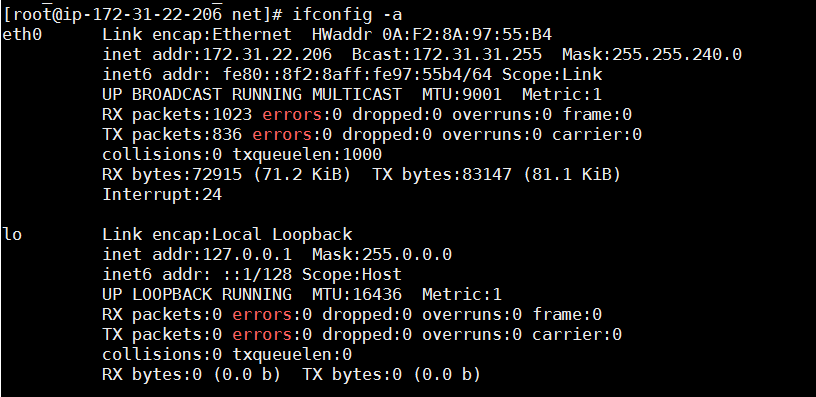 [root@ip-172-31-22-206 net]# ifconfig -a
eth0      Link encap:Ethernet  HWaddr 0A:F2:8A:97:55:B4
          inet addr:172.31.22.206  Bcast:172.31.31.255  Mask:255.255.240.0
          inet6 addr: fe80::8f2:8aff:fe97:55b4/64 Scope:Link
          UP BROADCAST RUNNING MULTICAST  MTU:9001  Metric:1
          RX packets:1023 errors:0 dropped:0 overruns:0 frame:0
          TX packets:836 errors:0 dropped:0 overruns:0 carrier:0
          collisions:0 txqueuelen:1000
          RX bytes:72915 (71.2 KiB)  TX bytes:83147 (81.1 KiB)
          Interrupt:24

lo        Link encap:Local Loopback
          inet addr:127.0.0.1  Mask:255.0.0.0
          inet6 addr: ::1/128 Scope:Host
          UP LOOPBACK RUNNING  MTU:16436  Metric:1
          RX packets:0 errors:0 dropped:0 overruns:0 frame:0
          TX packets:0 errors:0 dropped:0 overruns:0 carrier:0
          collisions:0 txqueuelen:0
          RX bytes:0 (0.0 b)  TX bytes:0 (0.0 b)